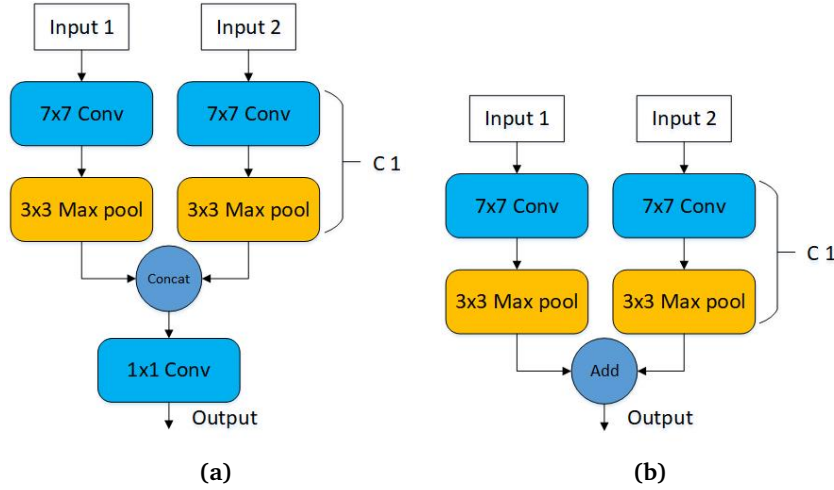 Input 1
Input 2
7x7 Conv
7x7 Conv
C 1
3x3 Max pool
3x3 Max pool
Concat
1x1 Conv
Output
(a)
Input 1
Input 2
7x7 Conv
7x7 Conv
C 1
3x3 Max pool
3x3 Max pool
Add
Output
(b)